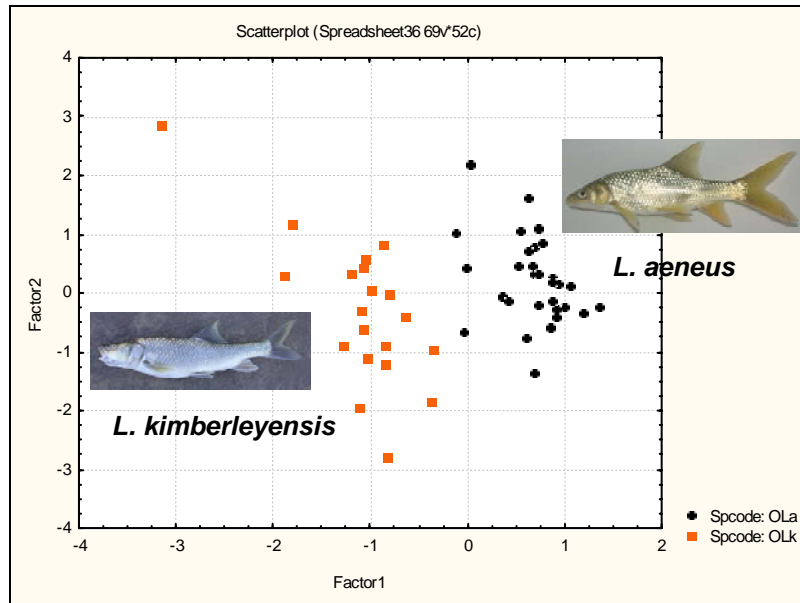 Scatterplot (Spreadsheet36 69v*52c)
4
3
2
1
0
-1
-2
-3
-4
Factor2
L. aeneus
L. kimberleyensis
-4 -3 -2 -1 0 1 2
Factor1
Spcode: OLa
Spcode: OLk